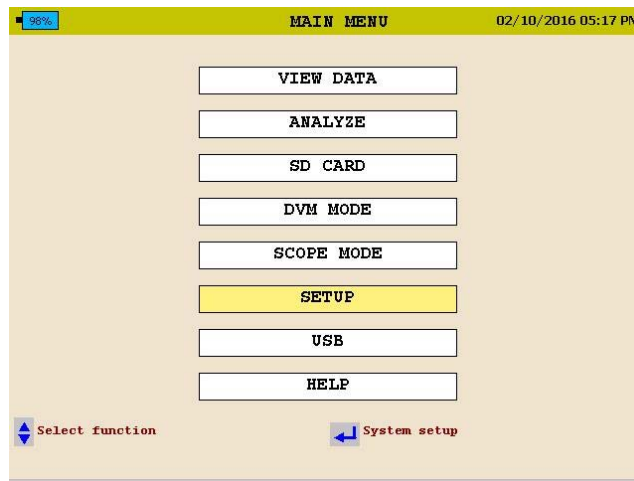 98% MAIN MENU 02/10/2016 05:17 PM
VIEW DATA
ANALYZE
SD CARD
DVM MODE
SCOPE MODE
SETUP
USB
HELP
Select function System setup